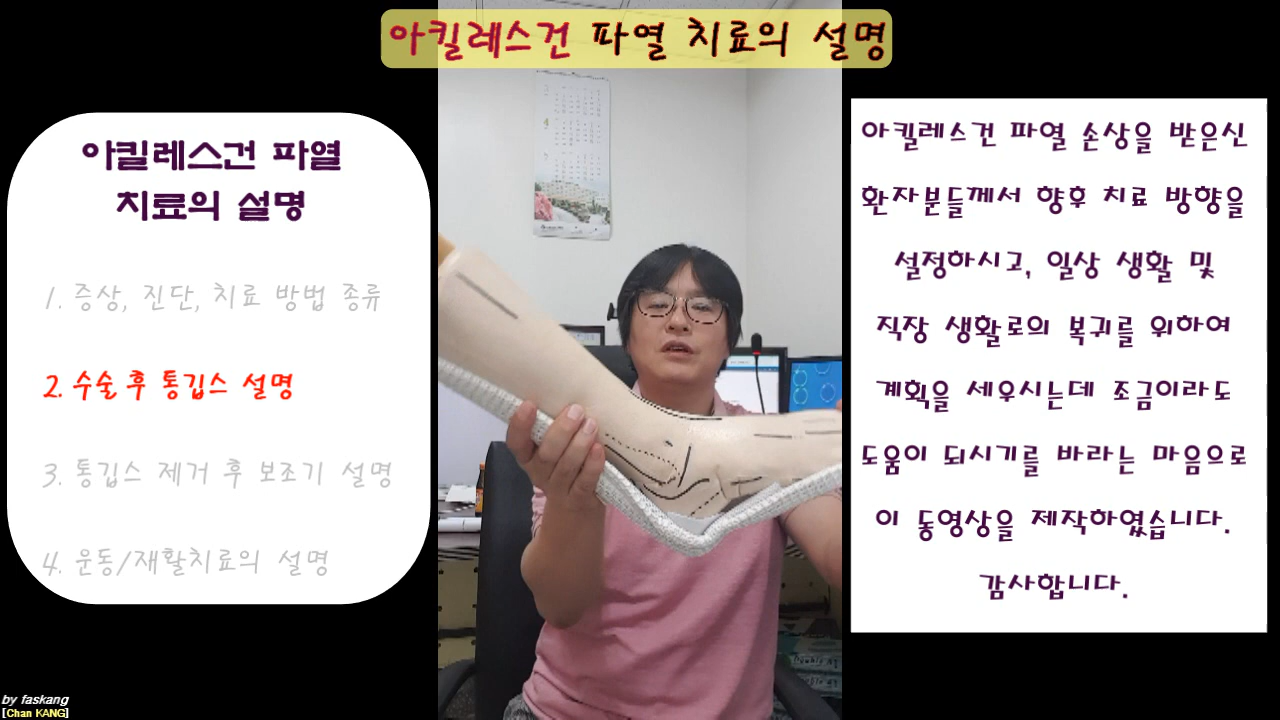 아킬레스건 파열 치료의 설명
아킬레스건 파열
치료의 설명
1. 증상, 진단, 치료 방법 종류
2. 수술 후 통깁스 설명
3. 통깁스 제거 후 보조기 설명
4. 운동/재활치료의 설명
아킬레스건 파열 손상을 받은신
환자분들께서 향후 치료 방향을
설정하시고, 일상 생활 및
직장 생활로의 복귀를 위하여
계획을 세우시는데 조금이라도
도움이 되시기를 바라는 마음으로
이 동영상을 제작하였습니다.
감사합니다.
by faskang
[Chan KANG]